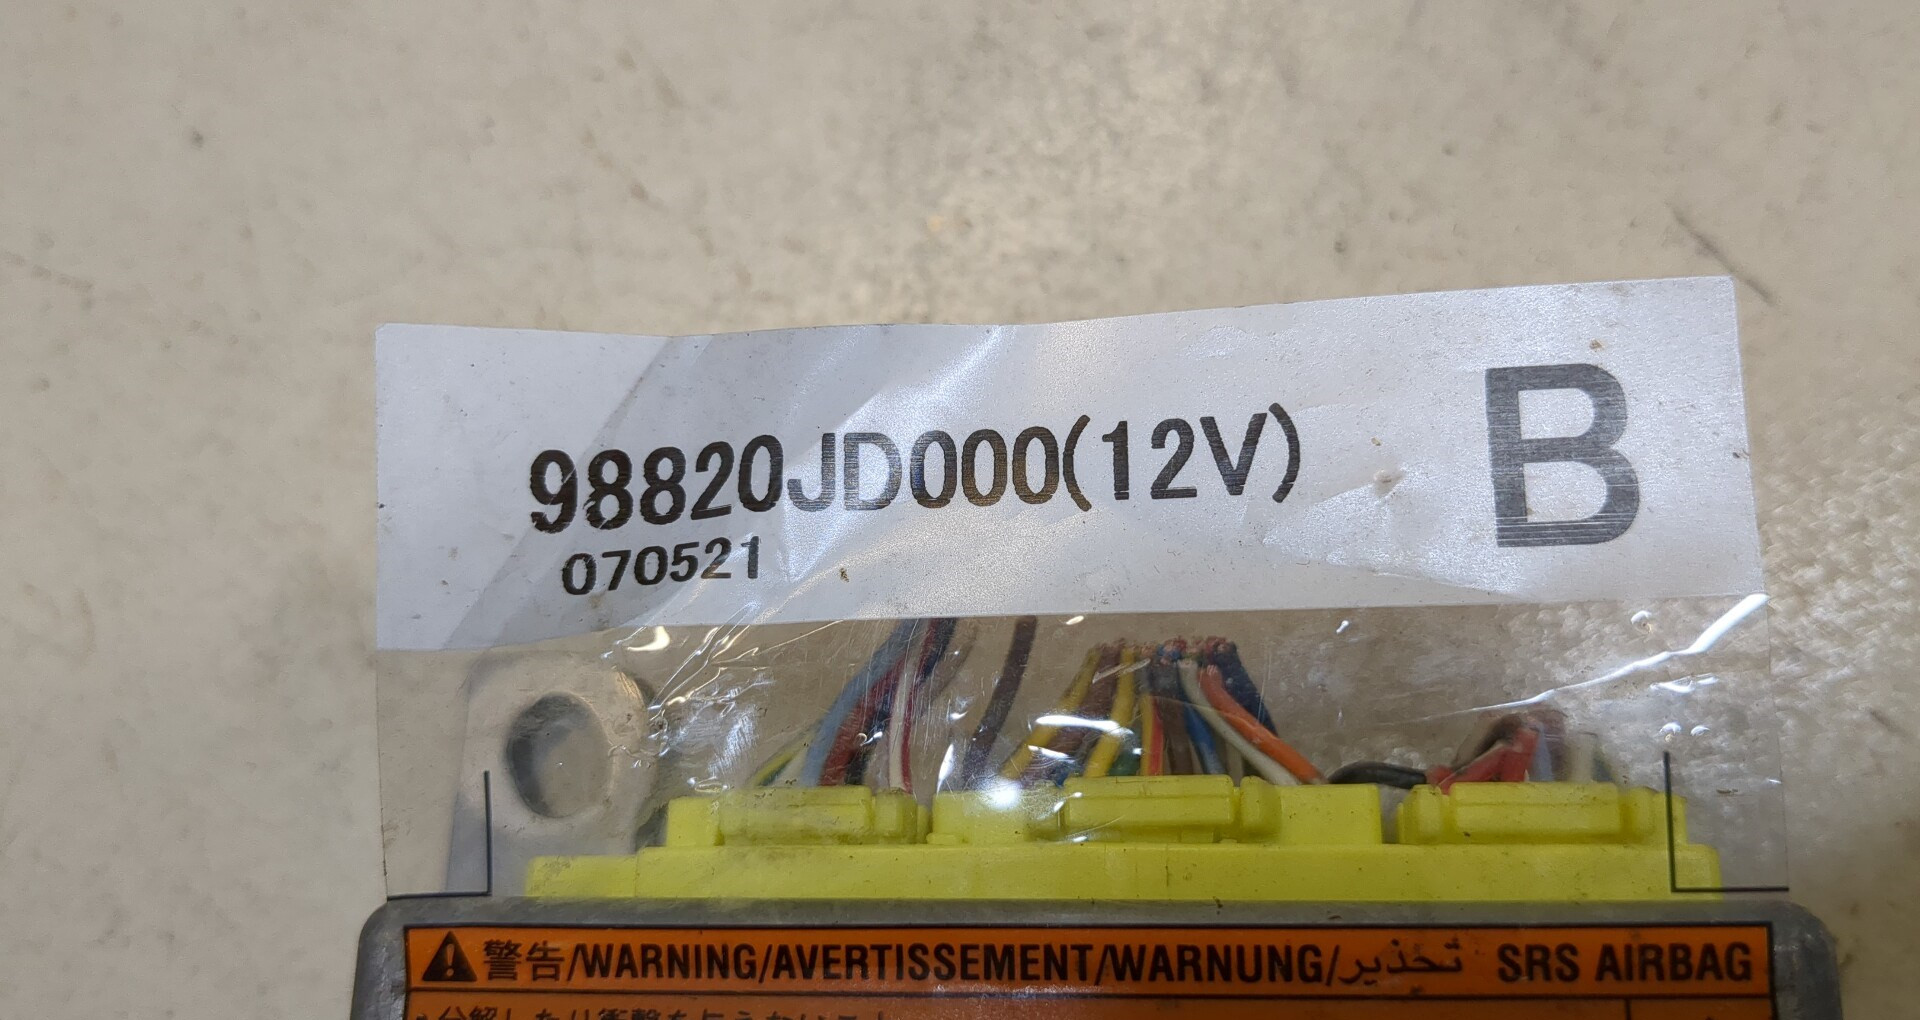 98820JD000(12V) B
070521
警告/WARNING/AVERTISSEMENT/WARNUNG/تحذير SRS AIRBAG